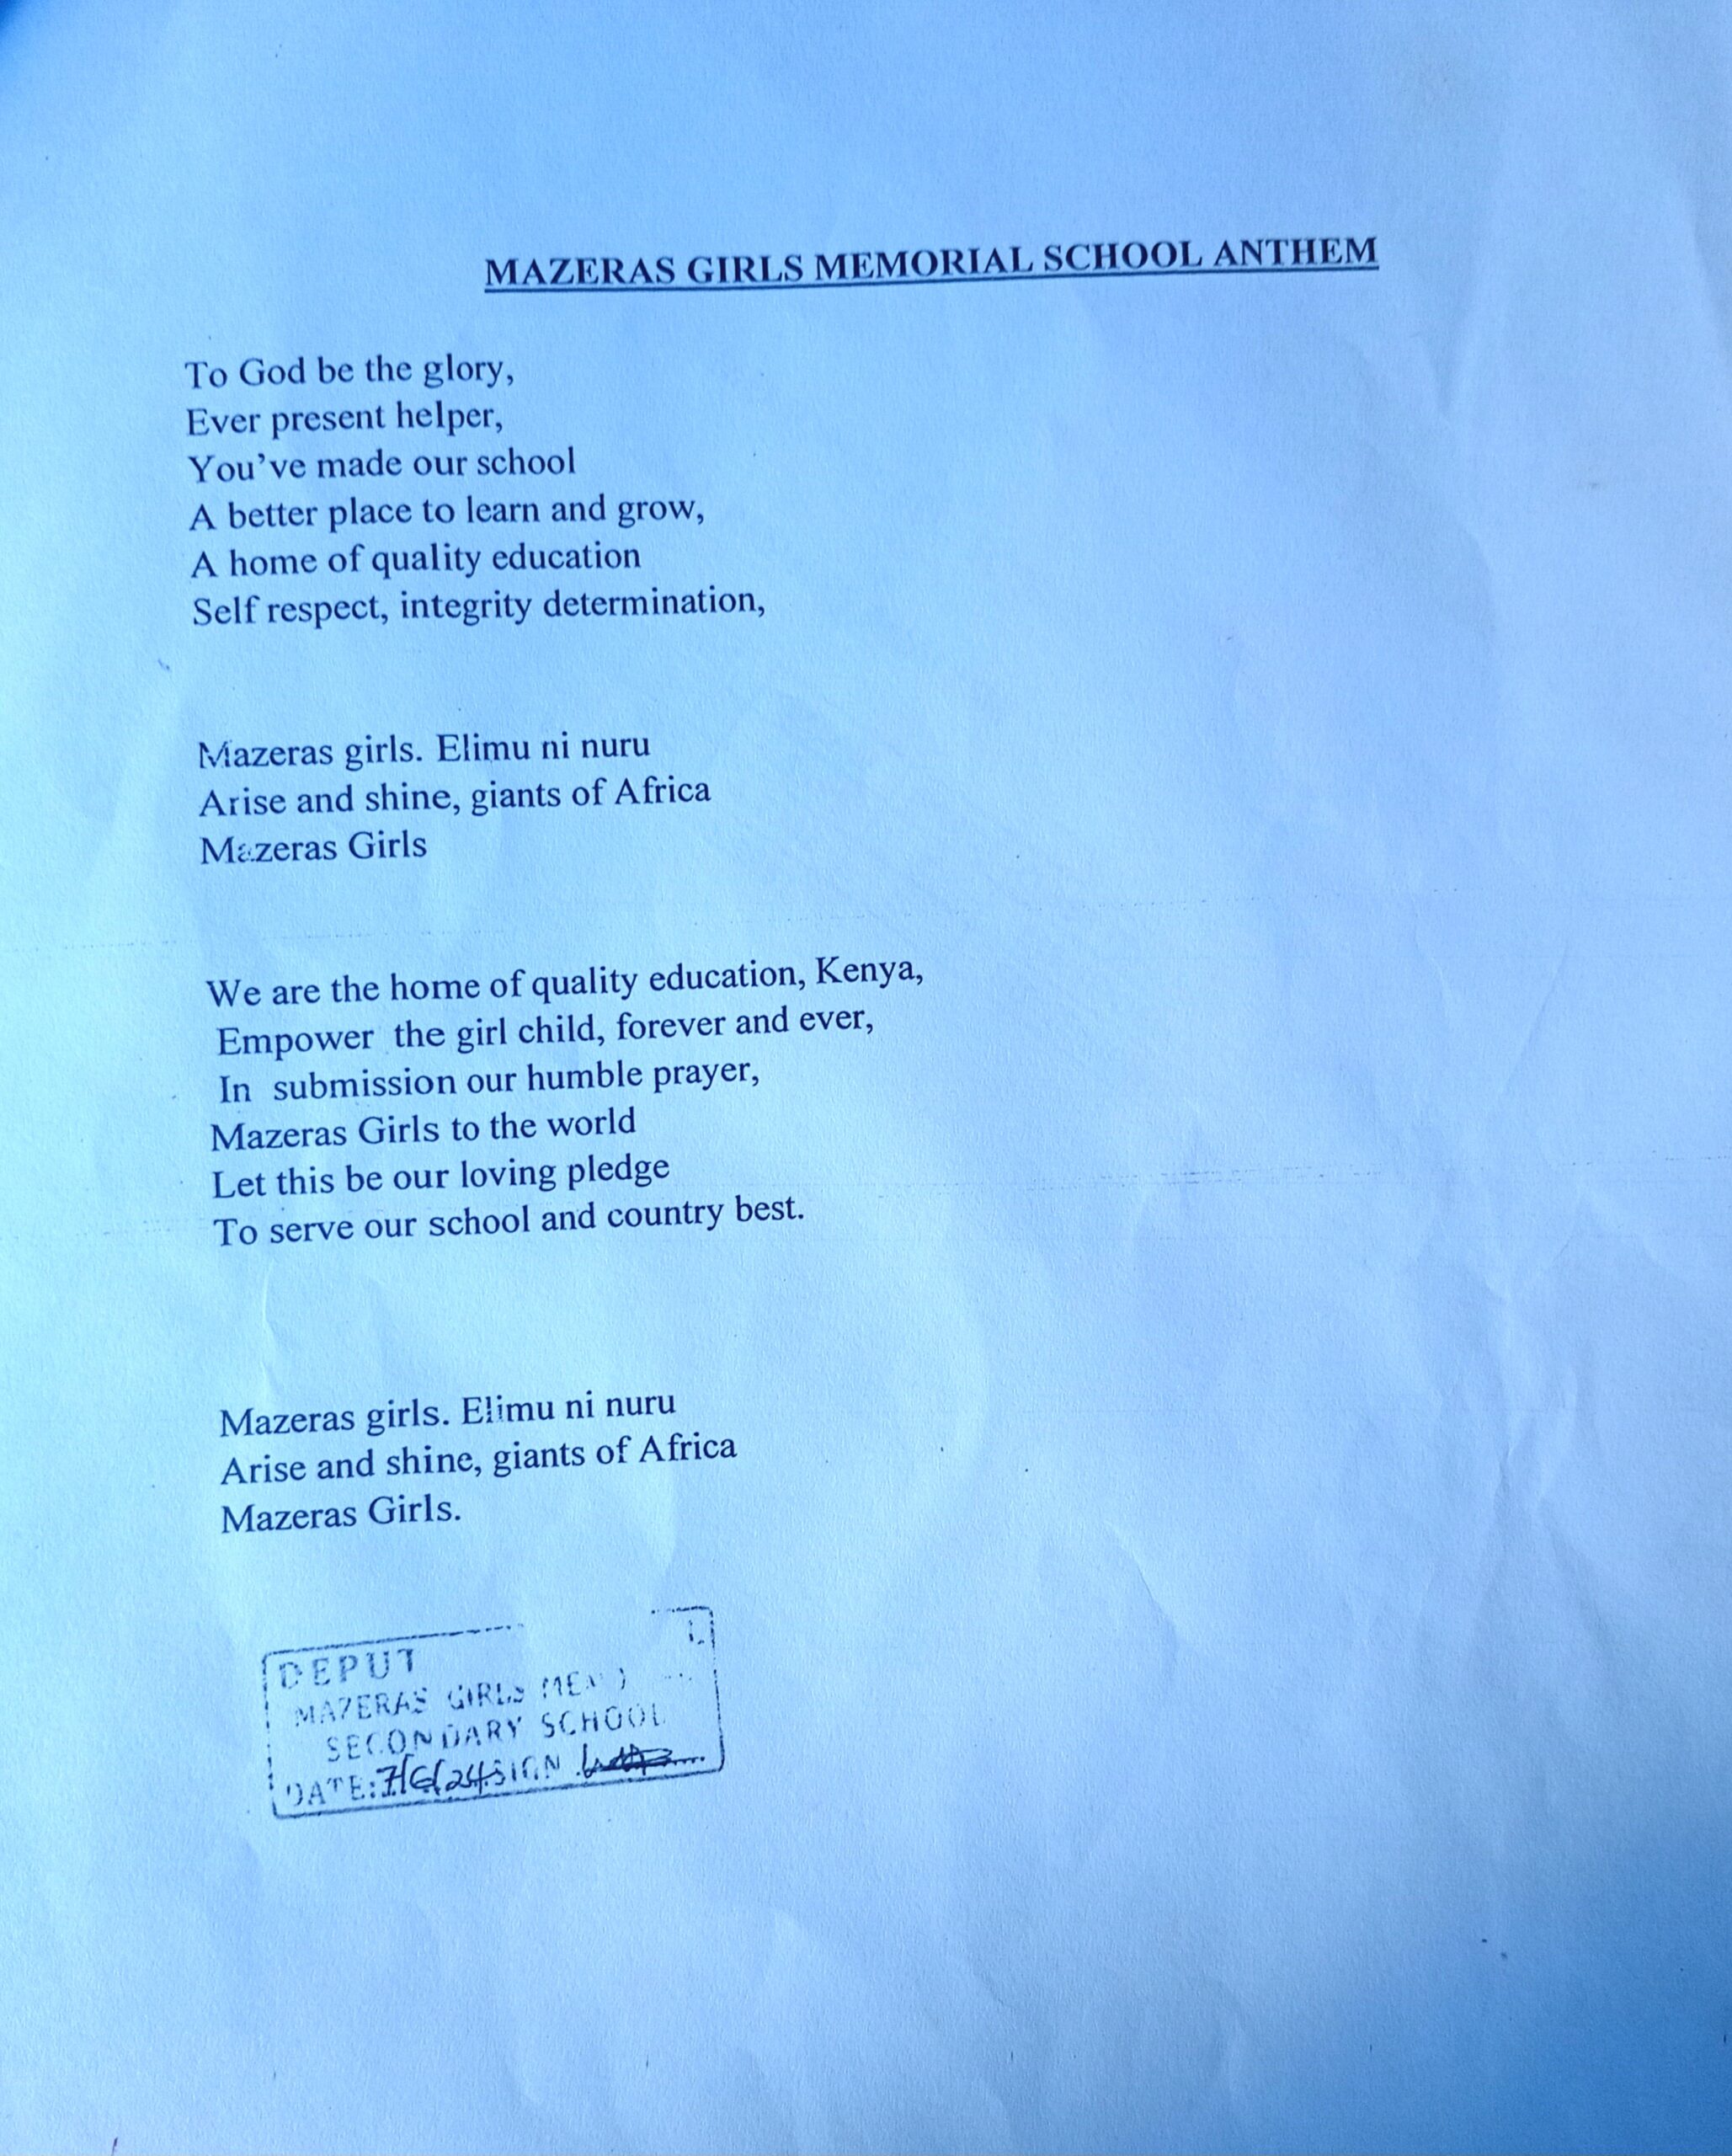 MAZERAS GIRLS MEMORIAL SCHOOL ANTHEM
To God be the glory,
Ever present helper,
You've made our school
A better place to learn and grow,
A home of quality education
Self respect, integrity determination,
Mazeras girls. Elimu ni nuru
Arise and shine, giants of Africa
Mazeras Girls
We are the home of quality education, Kenya,
Empower the girl child, forever and ever,
In submission our humble prayer,
Mazeras Girls to the world
Let this be our loving pledge
To serve our school and country best.
Mazeras girls. Elimu ni nuru
Arise and shine, giants of Africa
Mazeras Girls.
DEPUT
MAZERAS GIRLS
SECONDARY SCHOOL
DATE: 7/6/24 SIGN